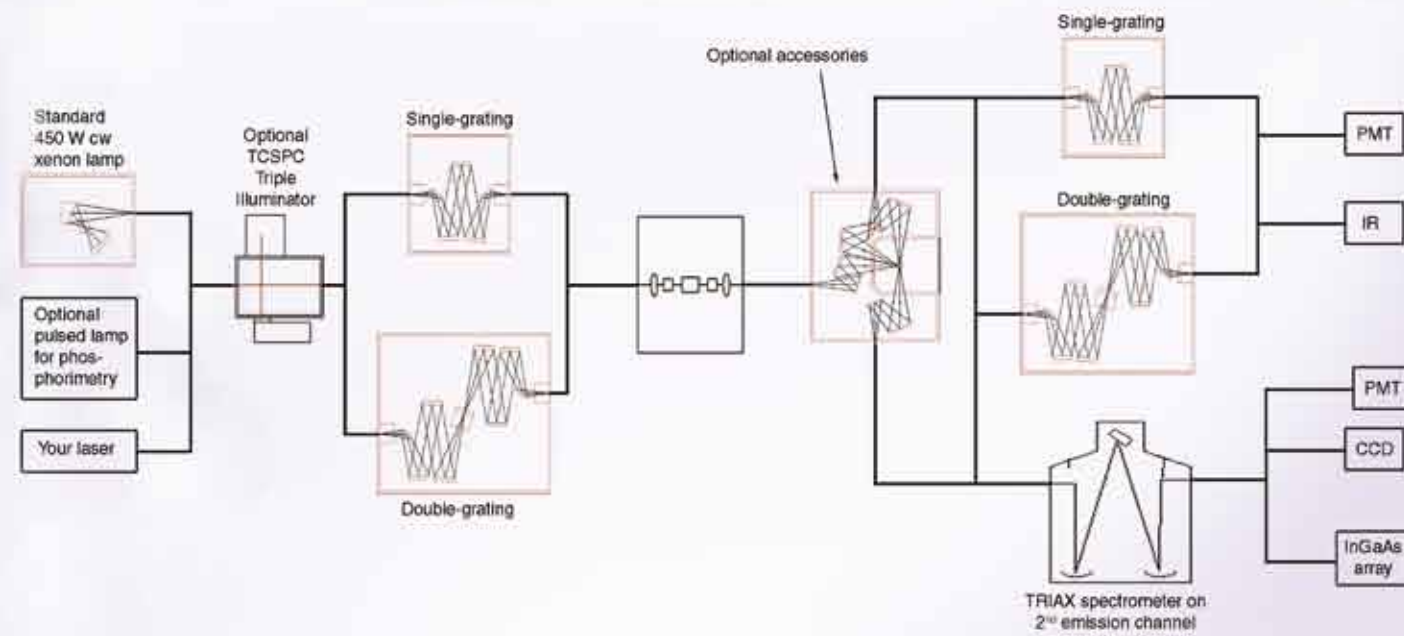 Standard
450 W cw
xenon lamp
Optional
pulsed lamp
for phos-
phorimetry
Your laser
Optional
TCSPC
Triple
Illuminator
Single-grating
Double-grating
Optional accessories
Single-grating
Double-grating
TRIAX spectrometer on
2nd emission channel
PMT
IR
PMT
CCD
InGaAs
array